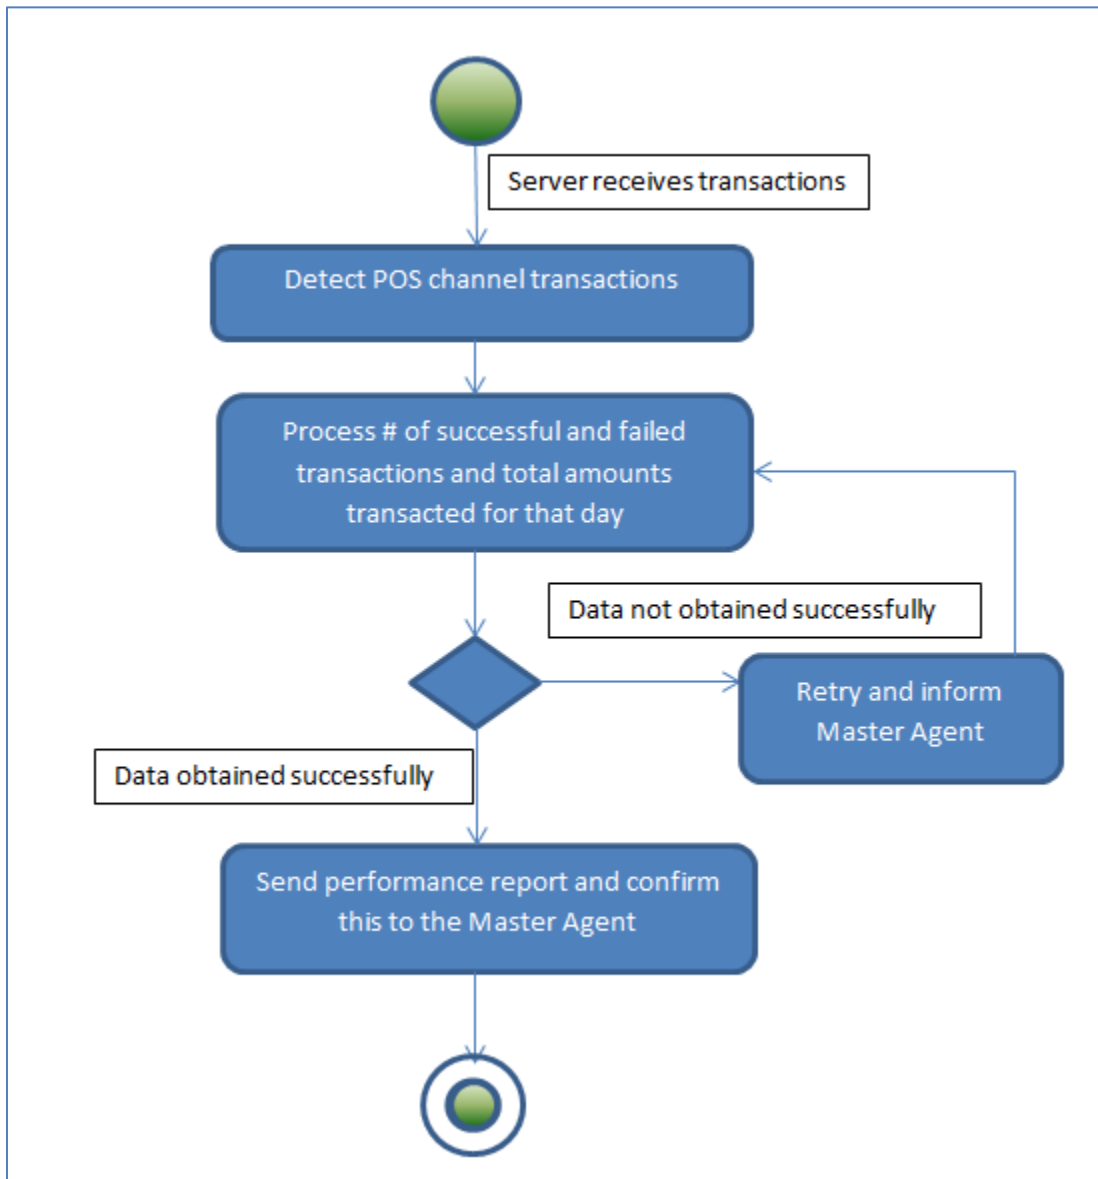 Server receives transactions
Detect POS channel transactions
Process # of successful and failed
transactions and total amounts
transacted for that day
Data not obtained successfully
Retry and inform
Master Agent
Data obtained successfully
Send performance report and confirm
this to the Master Agent